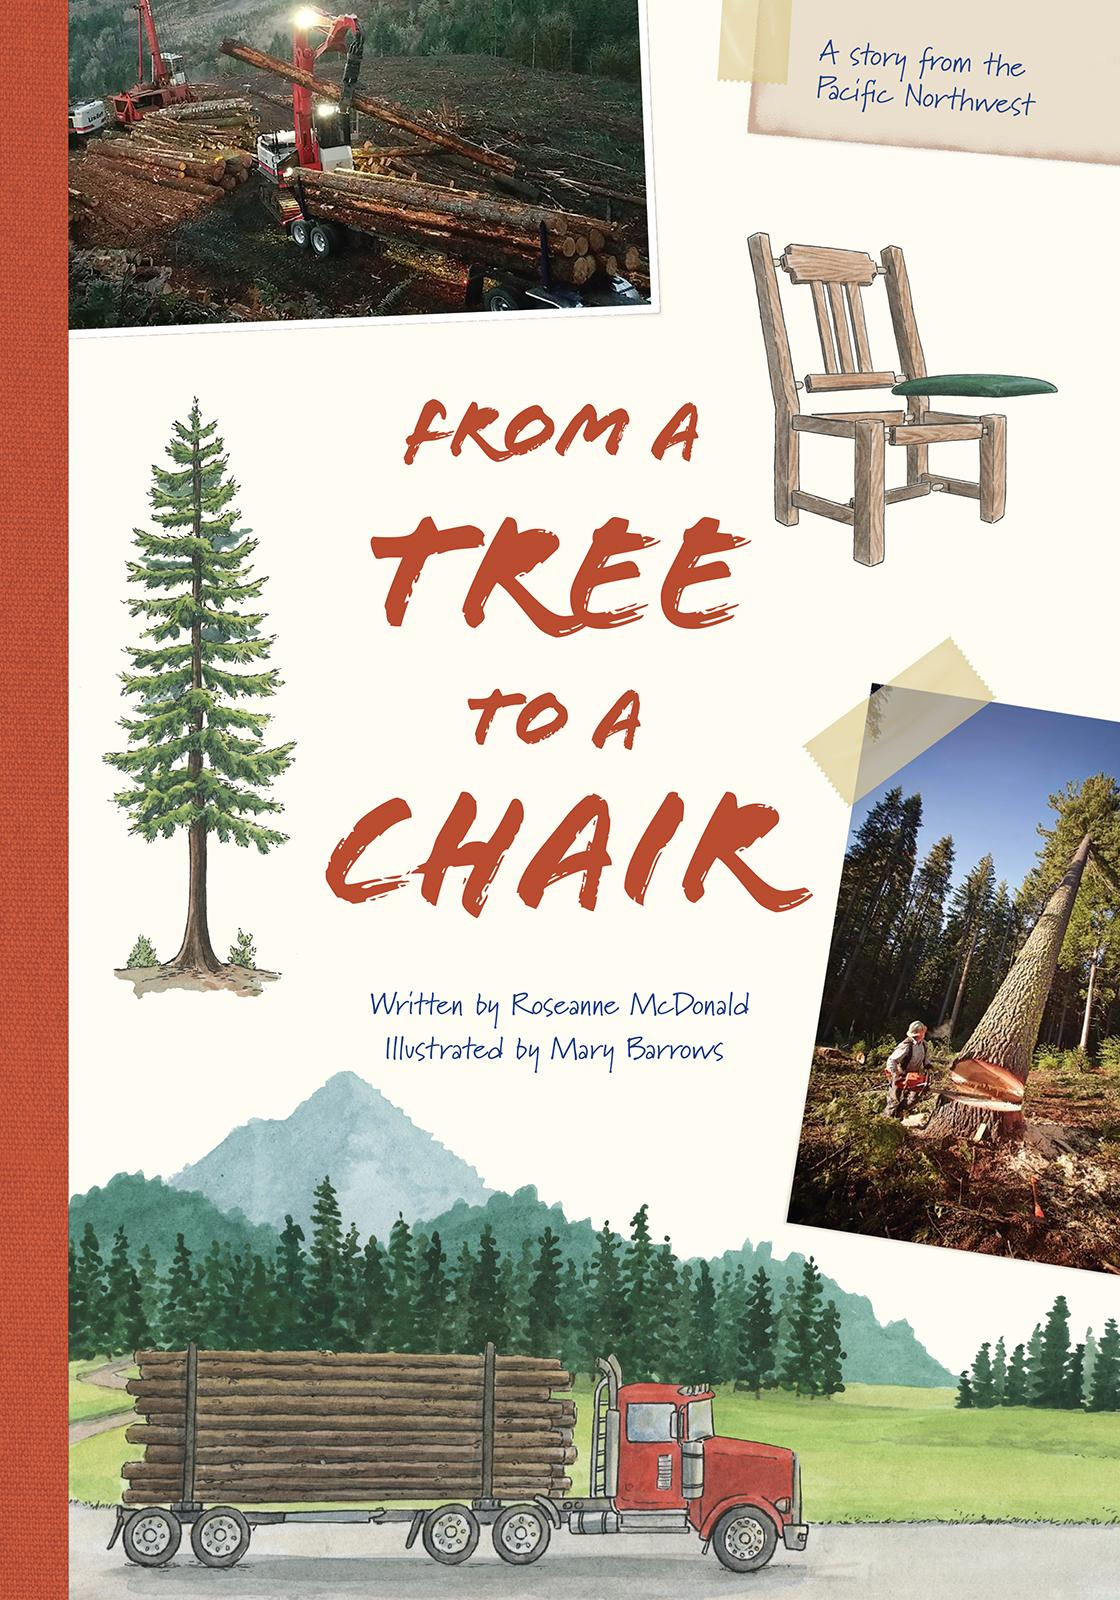 A story from the
Pacific Northwest
FROM A
TREE
TO A
CHAIR
Written by Roseanne McDonald
Illustrated by Mary Barrows